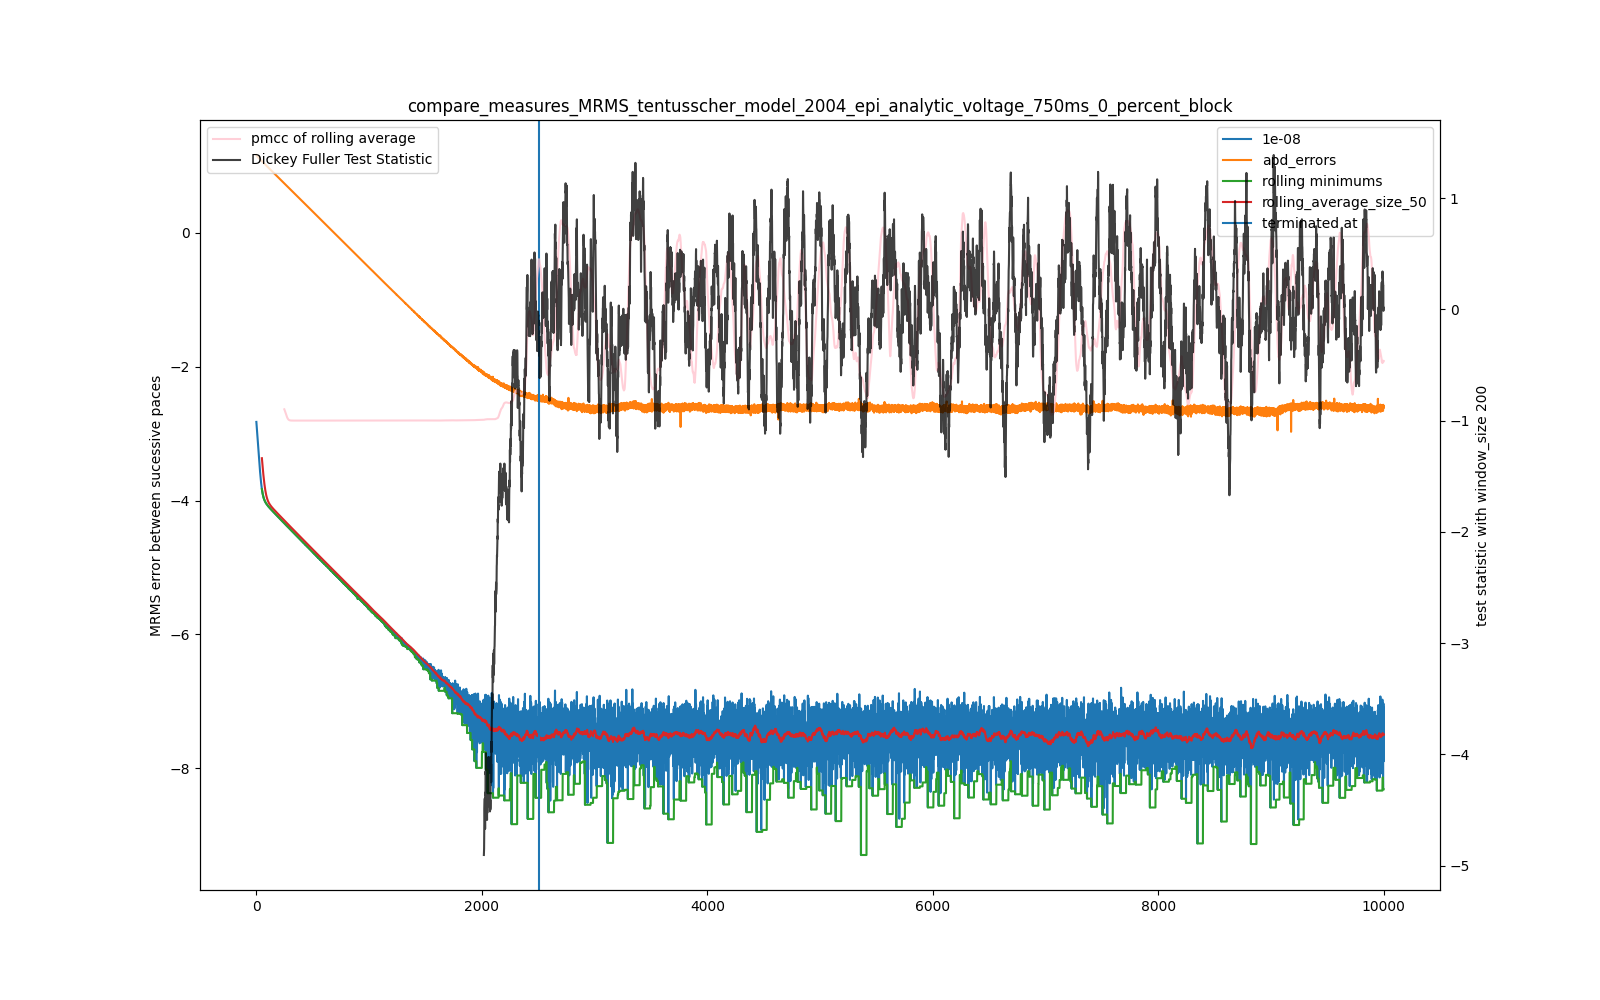 compare_measures_MRMS_tentusscher_model_2004_epi_analytic_voltage_750ms_0_percent_block
pmcc of rolling average
Dickey Fuller Test Statistic
1e-08
apd_errors
rolling minimums
rolling_average_size_50
terminated at
MRMS error between sucessive paces
0
−2
−4
−6
−8
test statistic with window_size 200
1
0
−1
−2
−3
−4
−5
0
2000
4000
6000
8000
10000